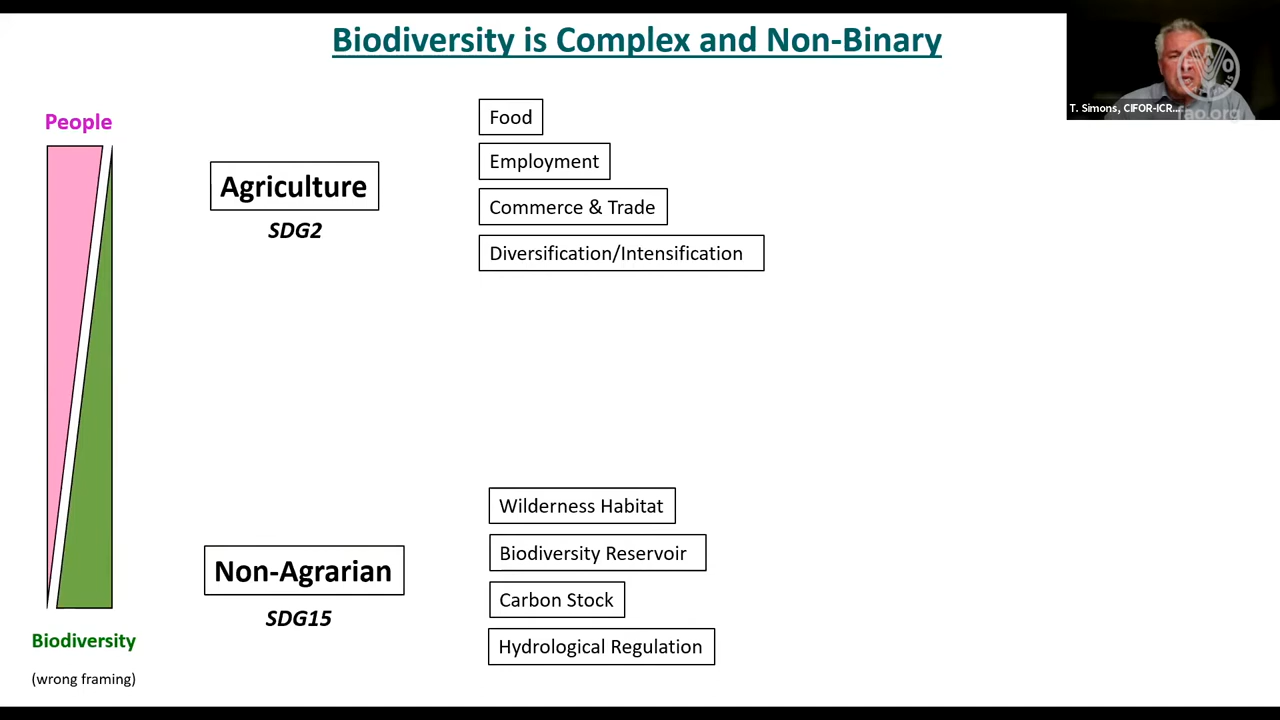 Biodiversity is Complex and Non-Binary
T. Simons, CIFOR-ICR...
fao.org
People
Food
Employment
Agriculture
Commerce & Trade
SDG2
Diversification/Intensification
Wilderness Habitat
Biodiversity Reservoir
Non-Agrarian
Carbon Stock
SDG15
Hydrological Regulation
Biodiversity
(wrong framing)